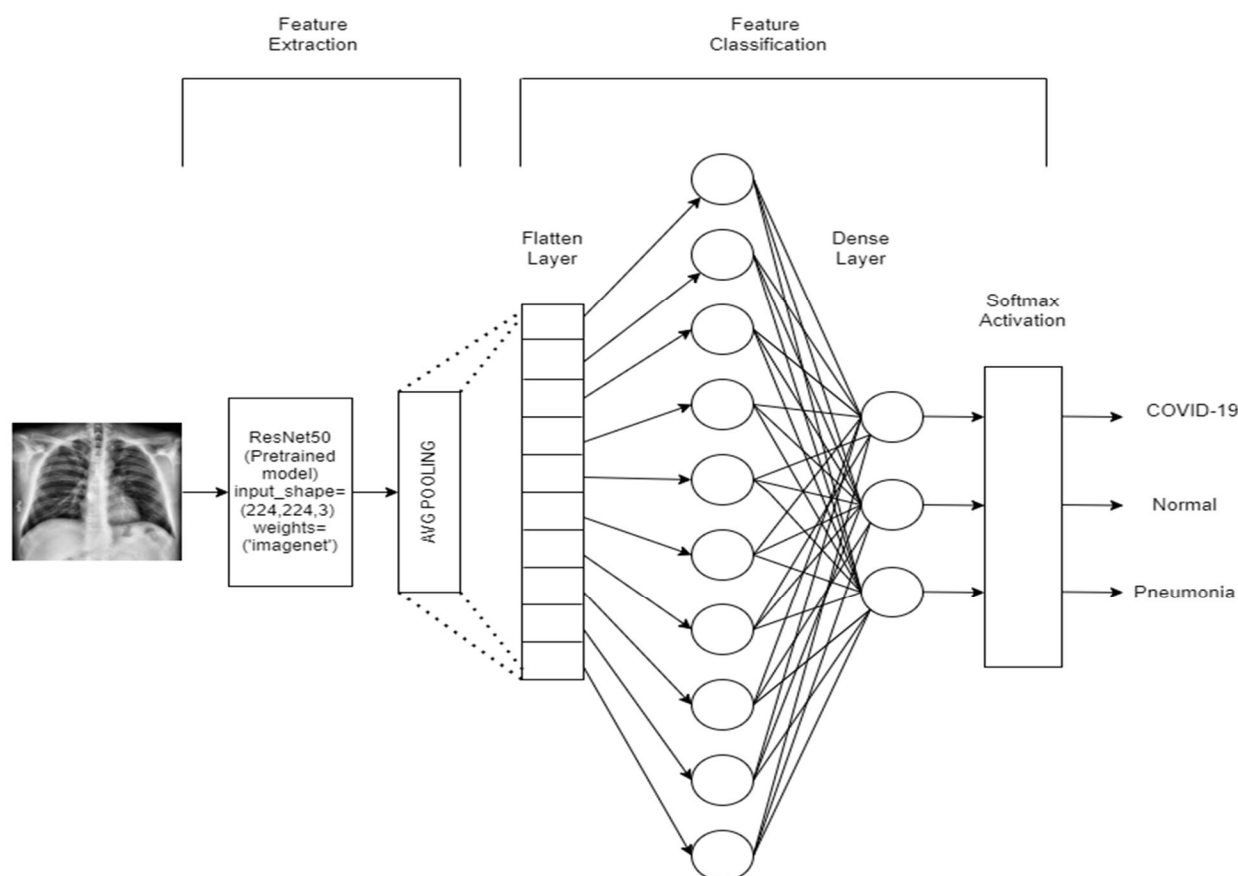 Feature
Extraction
Feature
Classification
Flatten
Layer
Dense
Layer
Softmax
Activation
ResNet50
(Pretrained
model)
input_shape=
(224,224,3)
weights=
('imagenet')
AVG POOLING
COVID-19
Normal
Pneumonia